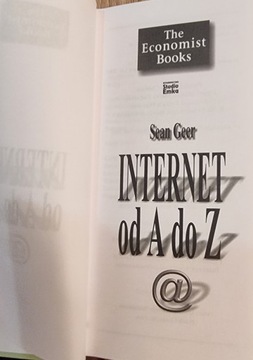 The
Economist
Books
Studio
Emka
Sean Geer
INTERNET
od A do Z
@